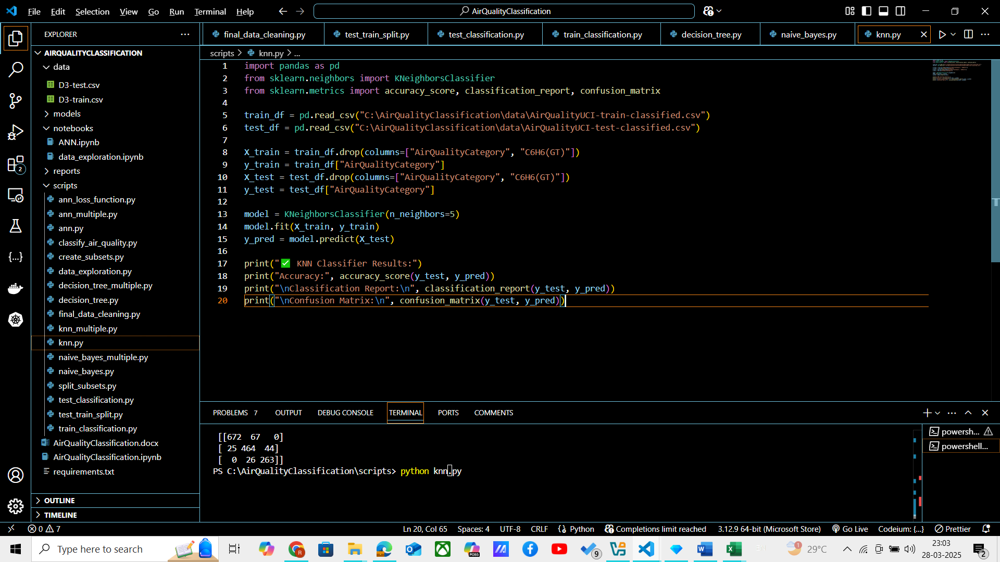 File Edit Selection View Go Run Terminal Help
AirQualityClassification
EXPLORER
final_data_cleaning.py
test_train_split.py
test_classification.py
train_classification.py
decision_tree.py
naive_bayes.py
knn.py
AIRQUALITYCLASSIFICATION
data
D3-test.csv
D3-train.csv
models
notebooks
ANN.ipynb
data_exploration.ipynb
reports
scripts
ann_loss_function.py
ann_multiple.py
ann.py
classify_air_quality.py
create_subsets.py
data_exploration.py
decision_tree_multiple.py
decision_tree.py
final_data_cleaning.py
knn_multiple.py
knn.py
naive_bayes_multiple.py
naive_bayes.py
split_subsets.py
test_classification.py
test_train_split.py
train_classification.py
AirQualityClassification.docx
AirQualityClassification.ipynb
requirements.txt
OUTLINE
TIMELINE
2
scripts > knn.py > ...
1 import pandas as pd
2 from sklearn.neighbors import KNeighborsClassifier
3 from sklearn.metrics import accuracy_score, classification_report, confusion_matrix
4
5 train_df = pd.read_csv("C:\AirQualityClassification\data\AirQualityUCI-train-classified.csv")
6 test_df = pd.read_csv("C:\AirQualityClassification\data\AirQualityUCI-test-classified.csv")
7
8 X_train = train_df.drop(columns=["AirQualityCategory", "C6H6(GT)"])
9 y_train = train_df["AirQualityCategory"]
10 X_test = test_df.drop(columns=["AirQualityCategory", "C6H6(GT)"])
11 y_test = test_df["AirQualityCategory"]
12
13 model = KNeighborsClassifier(n_neighbors=5)
14 model.fit(X_train, y_train)
15 y_pred = model.predict(X_test)
16
17 print("✅ KNN Classifier Results:")
18 print("Accuracy:", accuracy_score(y_test, y_pred))
19 print("\nClassification Report:\n", classification_report(y_test, y_pred))
20 print("\nConfusion Matrix:\n", confusion_matrix(y_test, y_pred))
PROBLEMS 7 OUTPUT DEBUG CONSOLE TERMINAL PORTS COMMENTS
[[672 67 0]
[ 25 464 44]
[ 0 26 263]]
PS C:\AirQualityClassification\scripts> python knn.py
powersh...
powershell...
0 7
Ln 20, Col 65 Spaces: 4 UTF-8 CRLF Python Completions limit reached 3.12.9 64-bit (Microsoft Store) Go Live Codeium: {...} Prettier
Type here to search
M365
9
1
29°C
23:03
28-03-2025
2